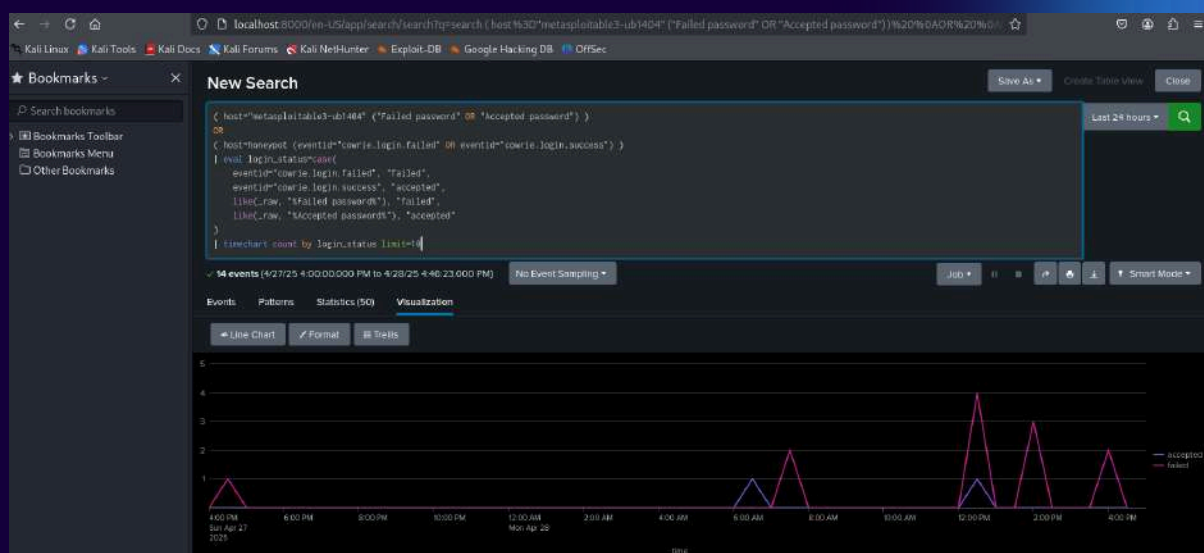 localhost:8000/en-US/app/search/search?q=search ( host%3D"metasploitable3-ub1404" ("Failed password" OR "Accepted password"))%20%0AOR%20%0A
Kali Linux Kali Tools Kali Docs Kali Forums Kali NetHunter Exploit-DB Google Hacking DB OffSec
Bookmarks
Search bookmarks
Bookmarks Toolbar
Bookmarks Menu
Other Bookmarks
New Search
Save As
Create Table View
Close
( host="metasploitable3-ub1404" ("Failed password" OR "Accepted password") )
OR
( host=honeypot (eventid="cowrie.login.failed" OR eventid="cowrie.login.success") )
| eval login_status=case(
eventid="cowrie.login.failed", "failed",
eventid="cowrie.login.success", "accepted",
like(_raw, "%Failed password%"), "failed",
like(_raw, "%Accepted password%"), "accepted"
)
| timechart count by login_status limit=10
Last 24 hours
14 events (4/27/25 4:00:00.000 PM to 4/28/25 4:46:23.000 PM)
No Event Sampling
Job
Smart Mode
Events Patterns Statistics (50) Visualization
Line Chart Format Trellis
5
4
3
2
1
accepted
failed
4:00 PM 6:00 PM 8:00 PM 10:00 PM 12:00 AM 2:00 AM 4:00 AM 6:00 AM 8:00 AM 10:00 AM 12:00 PM 2:00 PM 4:00 PM
Sun Apr 27 Mon Apr 28
2025
_time